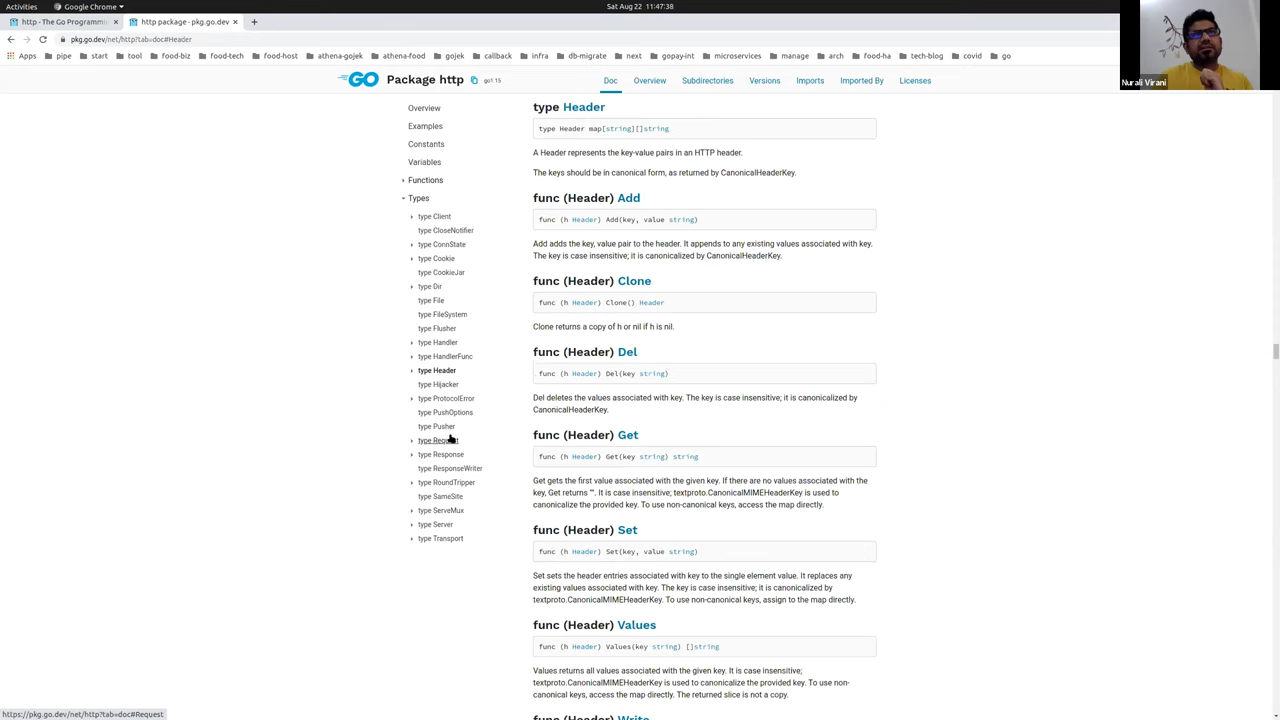 Activities
Google Chrome
Sat Aug 22 11:47:38
http - The Go Programmi
http package · pkg.go.dev
pkg.go.dev/net/http?tab=doc#Header
Apps pipe start tool food-biz food-tech food-host athena-gojek athena-food gojek callback infra db-migrate next gopay-int microservices manage arch food-ha tech-blog covid go
Nurali Virani
GO Package http go1.15 Doc Overview Subdirectories Versions Imports Imported By Licenses
Overview
Examples
Constants
Variables
Functions
Types
type Client
type CloseNotifier
type ConnState
type Cookie
type CookieJar
type Dir
type File
type FileSystem
type Flusher
type Handler
type HandlerFunc
type Header
type Hijacker
type ProtocolError
type PushOptions
type Pusher
type Request
type Response
type ResponseWriter
type RoundTripper
type SameSite
type ServeMux
type Server
type Transport
type Header
type Header map[string][]string
A Header represents the key-value pairs in an HTTP header.
The keys should be in canonical form, as returned by CanonicalHeaderKey.
func (Header) Add
func (h Header) Add(key, value string)
Add adds the key, value pair to the header. It appends to any existing values associated with key.
The key is case insensitive; it is canonicalized by CanonicalHeaderKey.
func (Header) Clone
func (h Header) Clone() Header
Clone returns a copy of h or nil if h is nil.
func (Header) Del
func (h Header) Del(key string)
Del deletes the values associated with key. The key is case insensitive; it is canonicalized by
CanonicalHeaderKey.
func (Header) Get
func (h Header) Get(key string) string
Get gets the first value associated with the given key. If there are no values associated with the
key, Get returns "". It is case insensitive; textproto.CanonicalMIMEHeaderKey is used to
canonicalize the provided key. To use non-canonical keys, access the map directly.
func (Header) Set
func (h Header) Set(key, value string)
Set sets the header entries associated with key to the single element value. It replaces any
existing values associated with key. The key is case insensitive; it is canonicalized by
textproto.CanonicalMIMEHeaderKey. To use non-canonical keys, assign to the map directly.
func (Header) Values
func (h Header) Values(key string) []string
Values returns all values associated with the given key. It is case insensitive;
textproto.CanonicalMIMEHeaderKey is used to canonicalize the provided key. To use non-
canonical keys, access the map directly. The returned slice is not a copy.
func (Header) Write
https://pkg.go.dev/net/http?tab=doc#Request